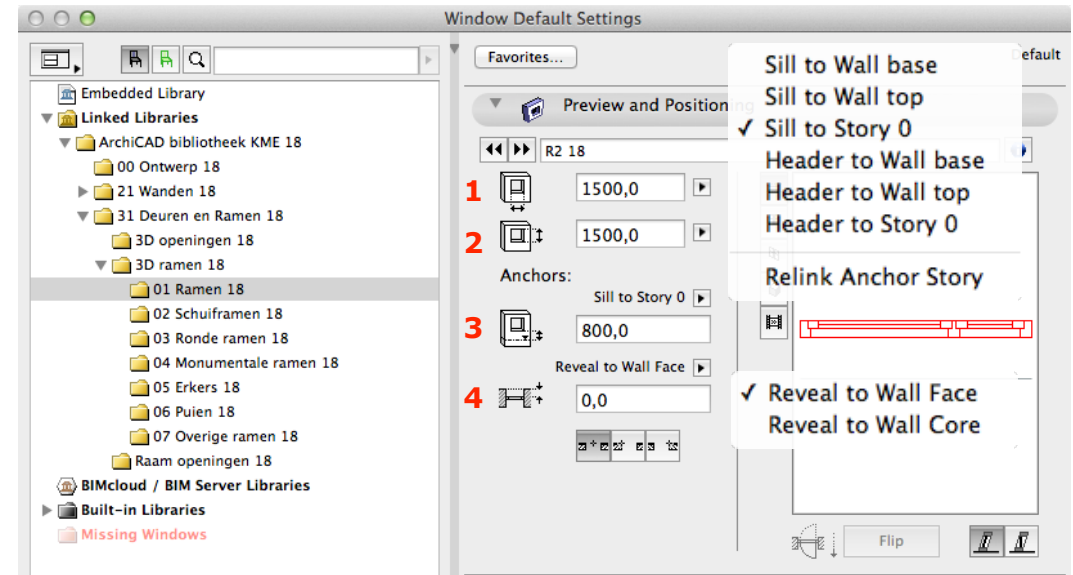 Window Default Settings
Embedded Library
Linked Libraries
ArchiCAD bibliotheek KME 18
00 Ontwerp 18
21 Wanden 18
31 Deuren en Ramen 18
3D openingen 18
3D ramen 18
01 Ramen 18
02 Schuiframen 18
03 Ronde ramen 18
04 Monumentale ramen 18
05 Erkers 18
06 Puien 18
07 Overige ramen 18
Raam openingen 18
BIMcloud / BIM Server Libraries
Built-in Libraries
Missing Windows
Favorites...
efault
Preview and Positioning
R2 18
1 1500,0
2 1500,0
Anchors:
Sill to Story 0
3 800,0
Reveal to Wall Face
4 0,0
Sill to Wall base
Sill to Wall top
✓ Sill to Story 0
Header to Wall base
Header to Wall top
Header to Story 0
Relink Anchor Story
✓ Reveal to Wall Face
Reveal to Wall Core
Flip